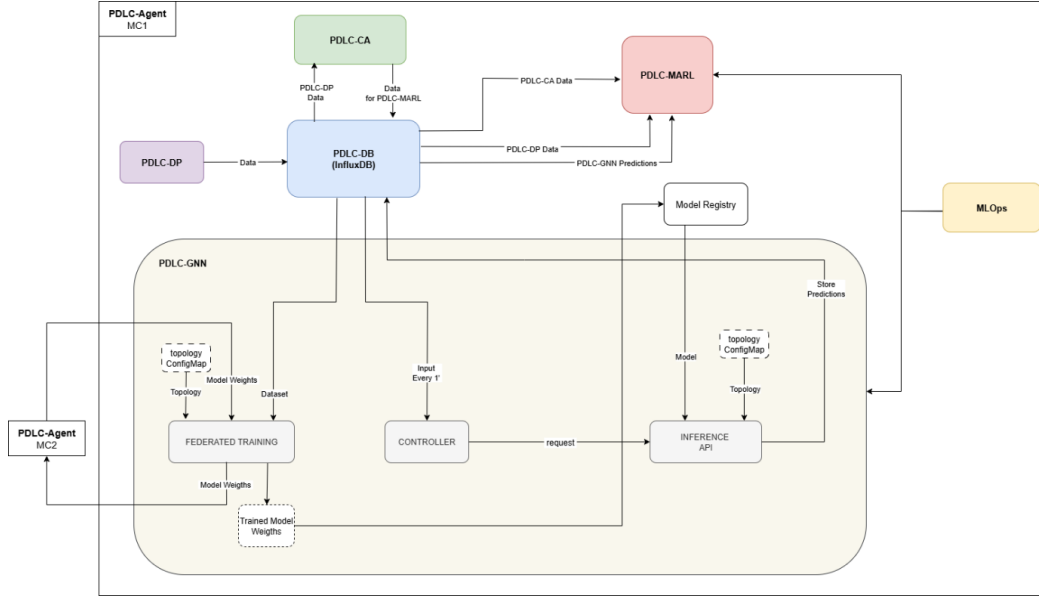 PDLC-Agent
MC1
PDLC-CA
PDLC-MARL
PDLC-DP
Data
Data
for PDLC-MARL
PDLC-CA Data
PDLC-DP
Data
PDLC-DB
(InfluxDB)
PDLC-DP Data
PDLC-GNN Predictions
Model Registry
MLOps
PDLC-GNN
Store
Predictions
topology
ConfigMap
Topology
Model Weights
Dataset
Input
Every 1'
Model
topology
ConfigMap
Topology
PDLC-Agent
MC2
FEDERATED TRAINING
CONTROLLER
request
INFERENCE
API
Model Weigths
Trained Model
Weigths